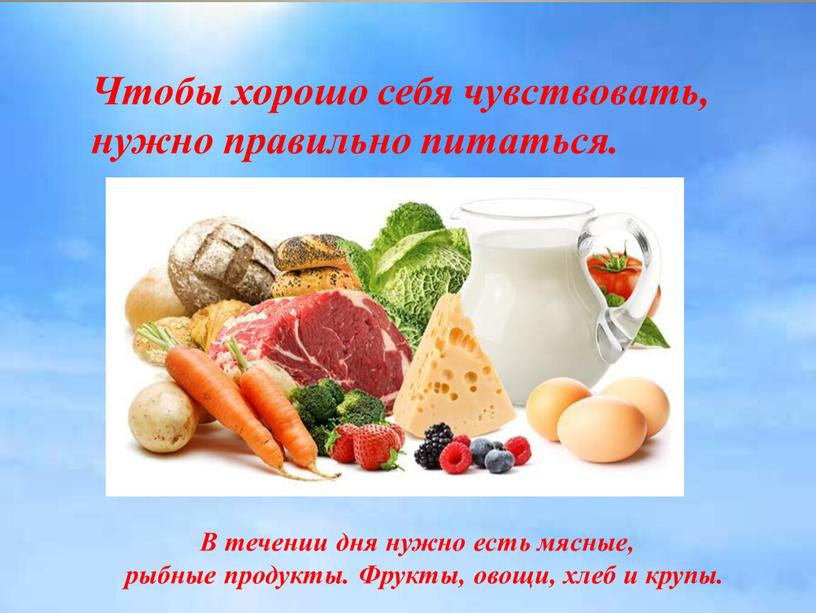 Чтобы хорошо себя чувствовать,
нужно правильно питаться.
В течении дня нужно есть мясные,
рыбные продукты. Фрукты, овощи, хлеб и крупы.